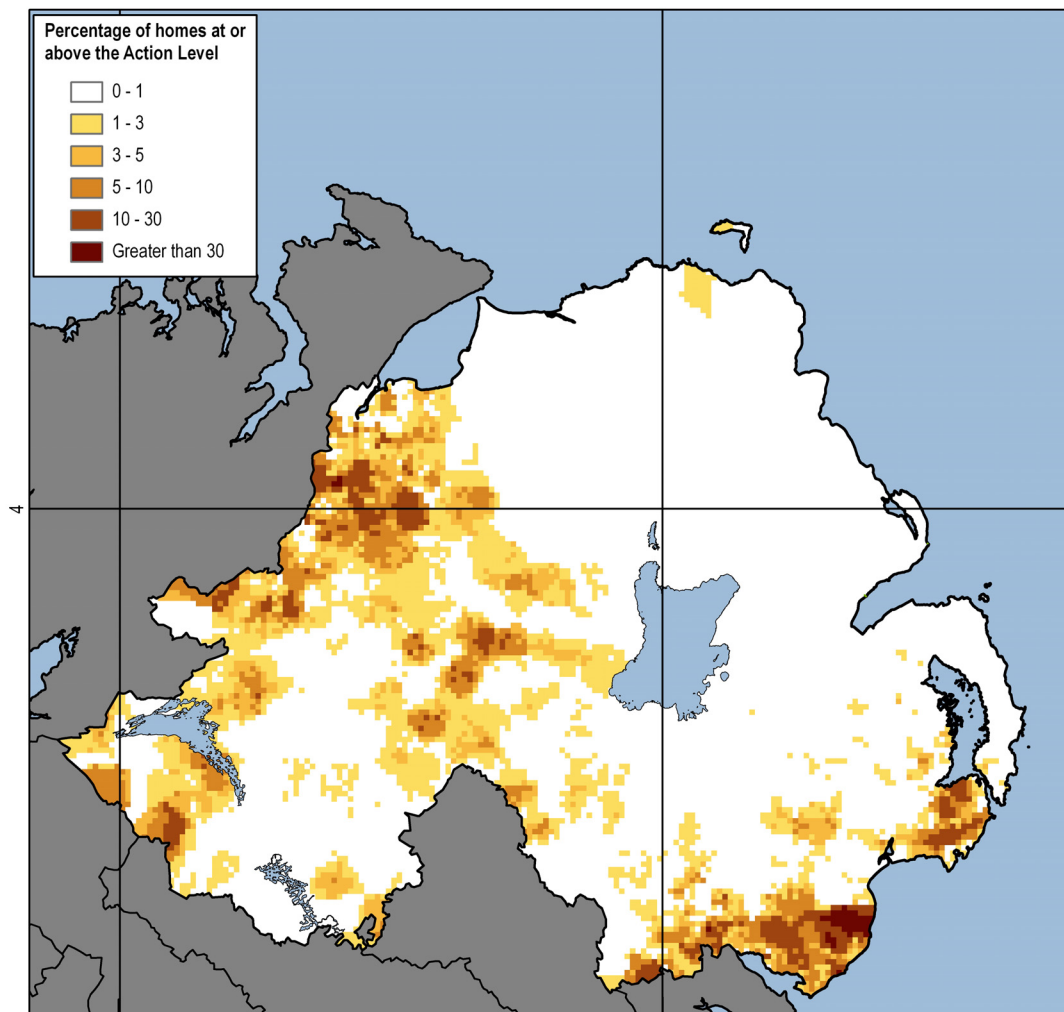 Percentage of homes at or
above the Action Level
0 - 1
1 - 3
3 - 5
5 - 10
10 - 30
Greater than 30
4